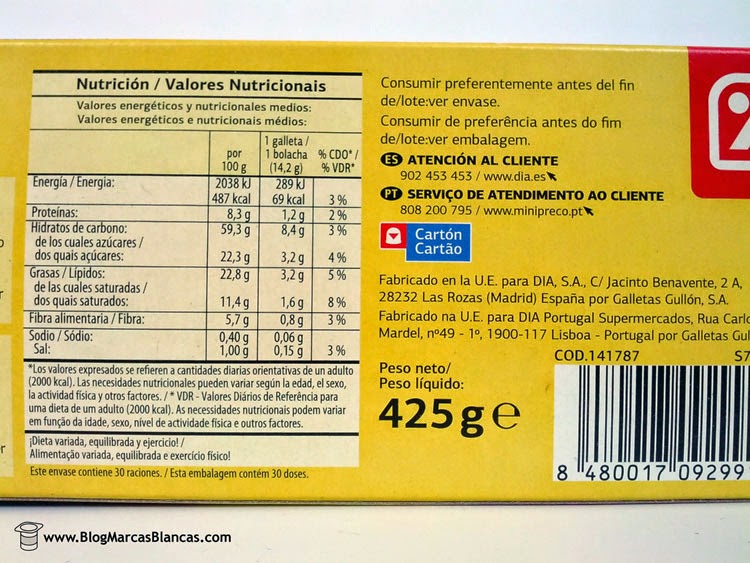 Nutrición / Valores Nutricionais
Valores energéticos y nutricionales medios:
Valores energéticos e nutricionais médios:
por 100 g
1 galleta / 1 bolacha (14,2 g)
% CDO* / % VDR*
Energía / Energia: 2038 kJ 289 kJ
487 kcal 69 kcal 3 %
Proteínas: 8,3 g 1,2 g 2 %
Hidratos de carbono: 59,3 g 8,4 g 3 %
de los cuales azúcares /
dos quais açúcares: 22,3 g 3,2 g 4 %
Grasas / Lípidos: 22,8 g 3,2 g 5 %
de las cuales saturadas /
dos quais saturados: 11,4 g 1,6 g 8 %
Fibra alimentaria / Fibra: 5,7 g 0,8 g 3 %
Sodio / Sódio: 0,40 g 0,06 g
Sal: 1,00 g 0,15 g 3 %
*Los valores expresados se refieren a cantidades diarias orientativas de un adulto
(2000 kcal). Las necesidades nutricionales pueden variar según la edad, el sexo,
la actividad física y otros factores. / * VDR - Valores Diários de Referência para
uma dieta de um adulto (2000 kcal). As necessidades nutricionais podem variar
em função da idade, sexo, nível de actividade física e outros factores.
¡Dieta variada, equilibrada y ejercicio! /
Alimentação variada, equilibrada e exercício físico!
Este envase contiene 30 raciones. / Esta embalagem contém 30 doses.
Consumir preferentemente antes del fin
de/lote:ver envase.
Consumir de preferência antes do fim
de/lote:ver embalagem.
ES ATENCIÓN AL CLIENTE
902 453 453 / www.dia.es
PT SERVIÇO DE ATENDIMENTO AO CLIENTE
808 200 795 / www.minipreco.pt
Cartón
Cartão
Fabricado en la U.E. para DIA, S.A., C/ Jacinto Benavente, 2 A,
28232 Las Rozas (Madrid) España por Galletas Gullón, S.A.
Fabricado na U.E. para DIA Portugal Supermercados, Rua Carlo
Mardel, nº49 - 1º, 1900-117 Lisboa - Portugal por Galletas Gul
COD.141787 S7
Peso neto/
Peso líquido:
425 g e
8 480017 09299
www.BlogMarcasBlancas.com